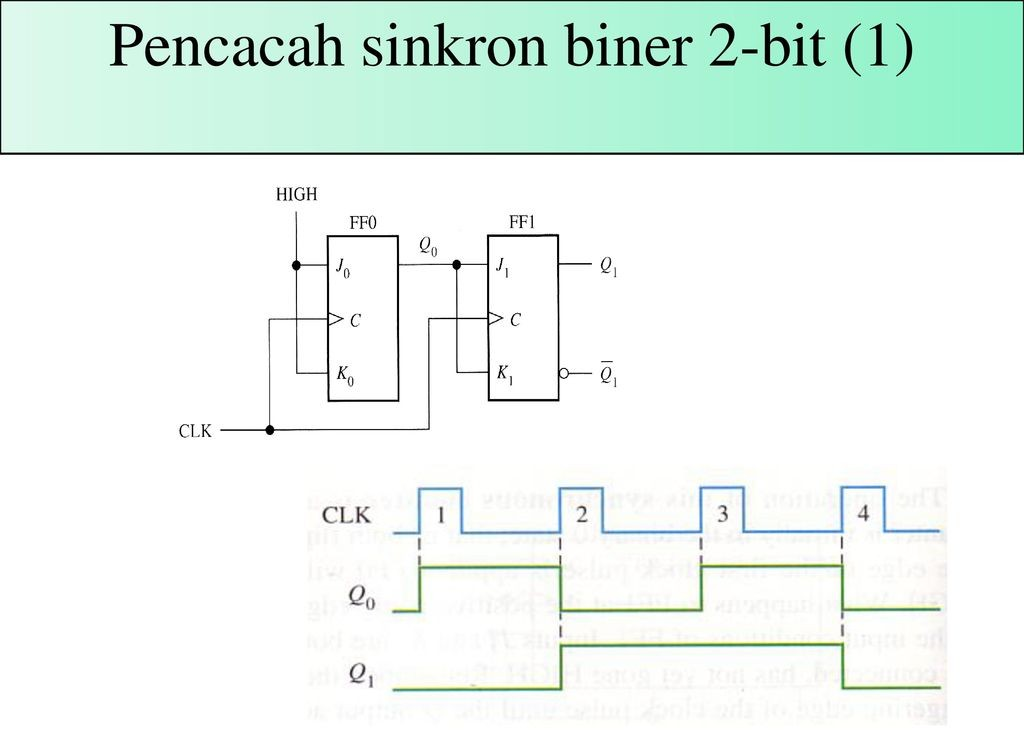 Pencacah sinkron biner 2-bit (1)
HIGH
FF0 FF1
Q0
J0 J1 Q1
C C
K0 K1 Q̅1
CLK
CLK 1 2 3 4
Q0
Q1